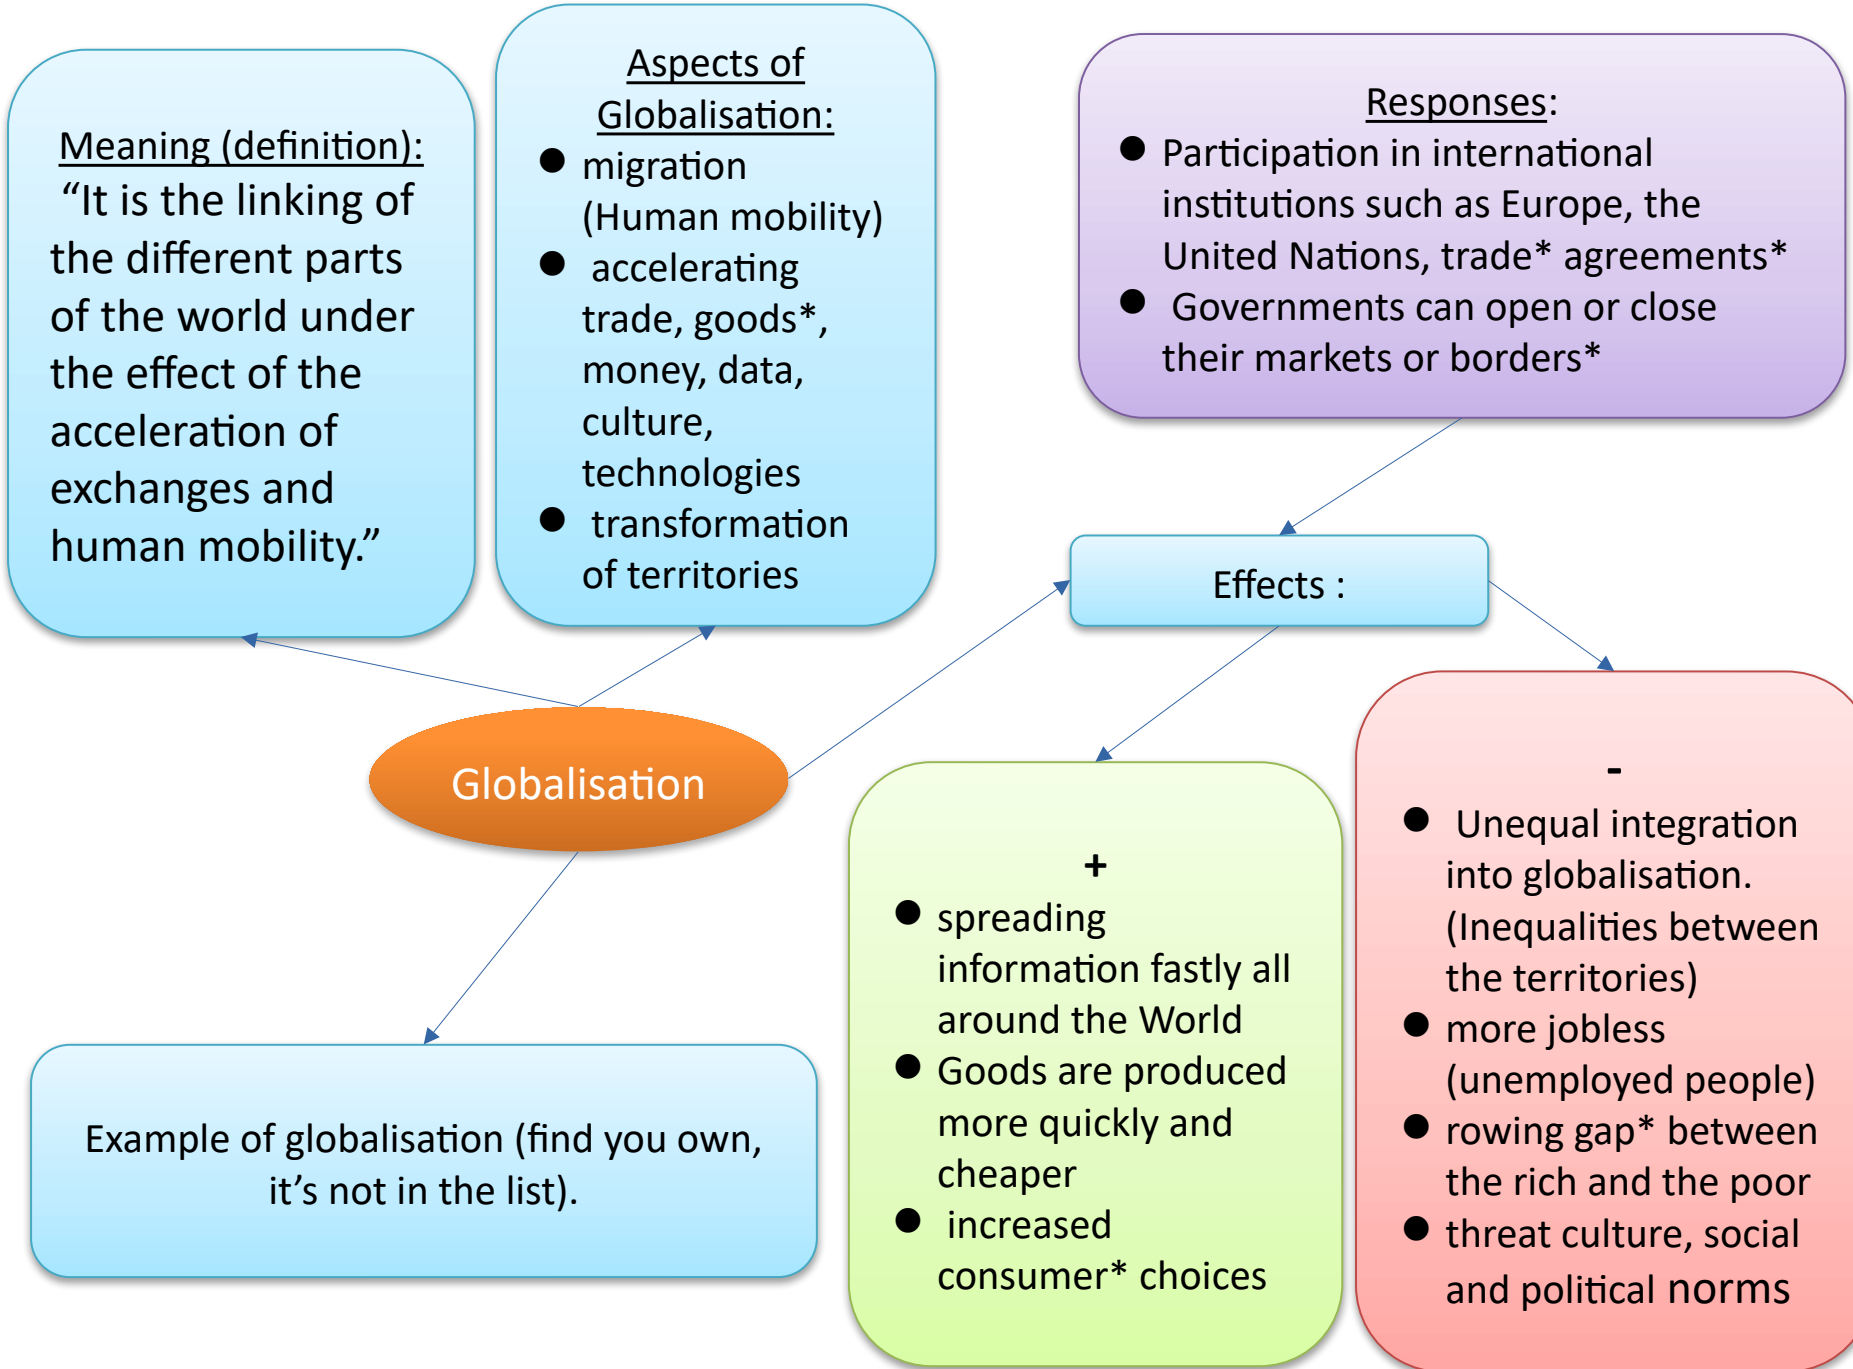 Meaning (definition):
“It is the linking of
the different parts
of the world under
the effect of the
acceleration of
exchanges and
human mobility.”
Aspects of
Globalisation:
● migration
(Human mobility)
● accelerating
trade, goods*,
money, data,
culture,
technologies
● transformation
of territories
Responses:
● Participation in international
institutions such as Europe, the
United Nations, trade* agreements*
● Governments can open or close
their markets or borders*
Effects :
Globalisation
+
● spreading
information fastly all
around the World
● Goods are produced
more quickly and
cheaper
● increased
consumer* choices
-
● Unequal integration
into globalisation.
(Inequalities between
the territories)
● more jobless
(unemployed people)
● rowing gap* between
the rich and the poor
● threat culture, social
and political norms
Example of globalisation (find you own,
it’s not in the list).